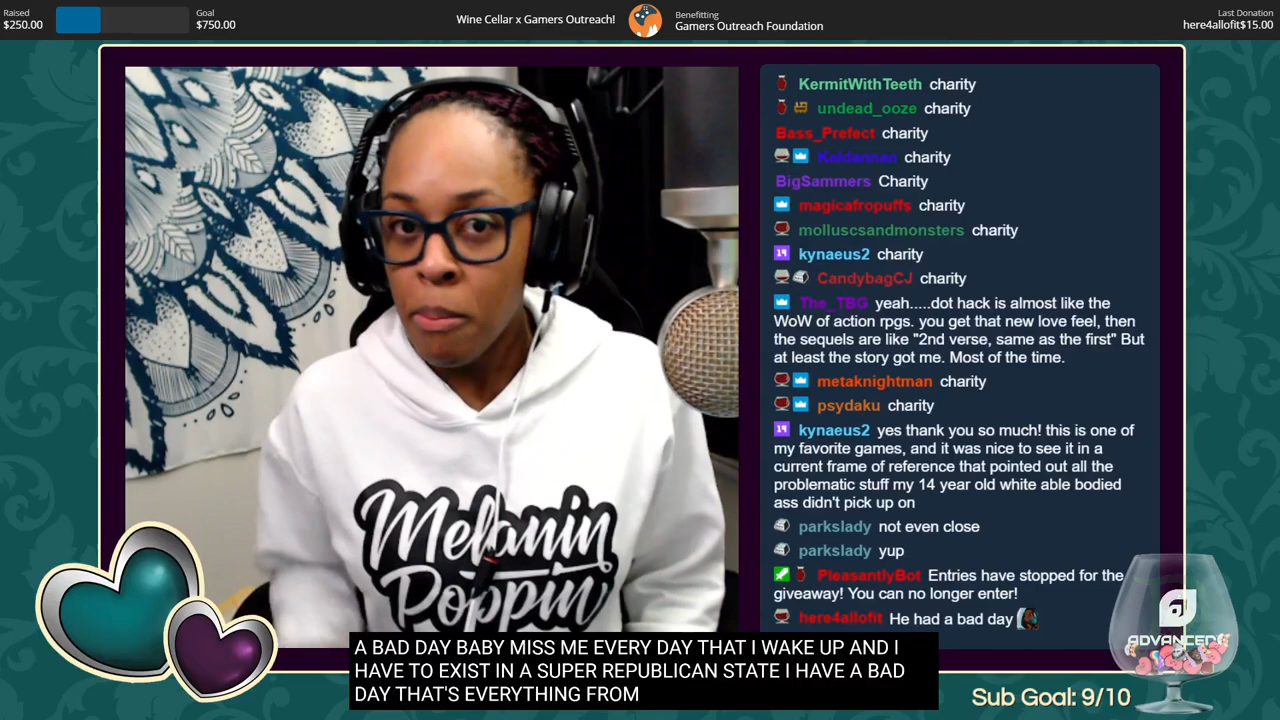 Raised
$250.00
Goal
$750.00
Wine Cellar x Gamers Outreach!
Benefitting
Gamers Outreach Foundation
Last Donation
here4allofit$15.00
KermitWithTeeth charity
undead_ooze charity
Bass_Prefect charity
Kaldannan charity
BigSammers Charity
magicafropuffs charity
molluscsandmonsters charity
19 kynaeus2 charity
CandybagCJ charity
The_TBG yeah.....dot hack is almost like the
WoW of action rpgs. you get that new love feel, then
the sequels are like "2nd verse, same as the first" But
at least the story got me. Most of the time.
metaknightman charity
psydaku charity
19 kynaeus2 yes thank you so much! this is one of
my favorite games, and it was nice to see it in a
current frame of reference that pointed out all the
problematic stuff my 14 year old white able bodied
ass didn't pick up on
parkslady not even close
parkslady yup
PleasantlyBot Entries have stopped for the
giveaway! You can no longer enter!
here4allofit He had a bad day
Melanin
Poppin
A BAD DAY BABY MISS ME EVERY DAY THAT I WAKE UP AND I
HAVE TO EXIST IN A SUPER REPUBLICAN STATE I HAVE A BAD
DAY THAT'S EVERYTHING FROM
ADVANCED
Sub Goal: 9/10